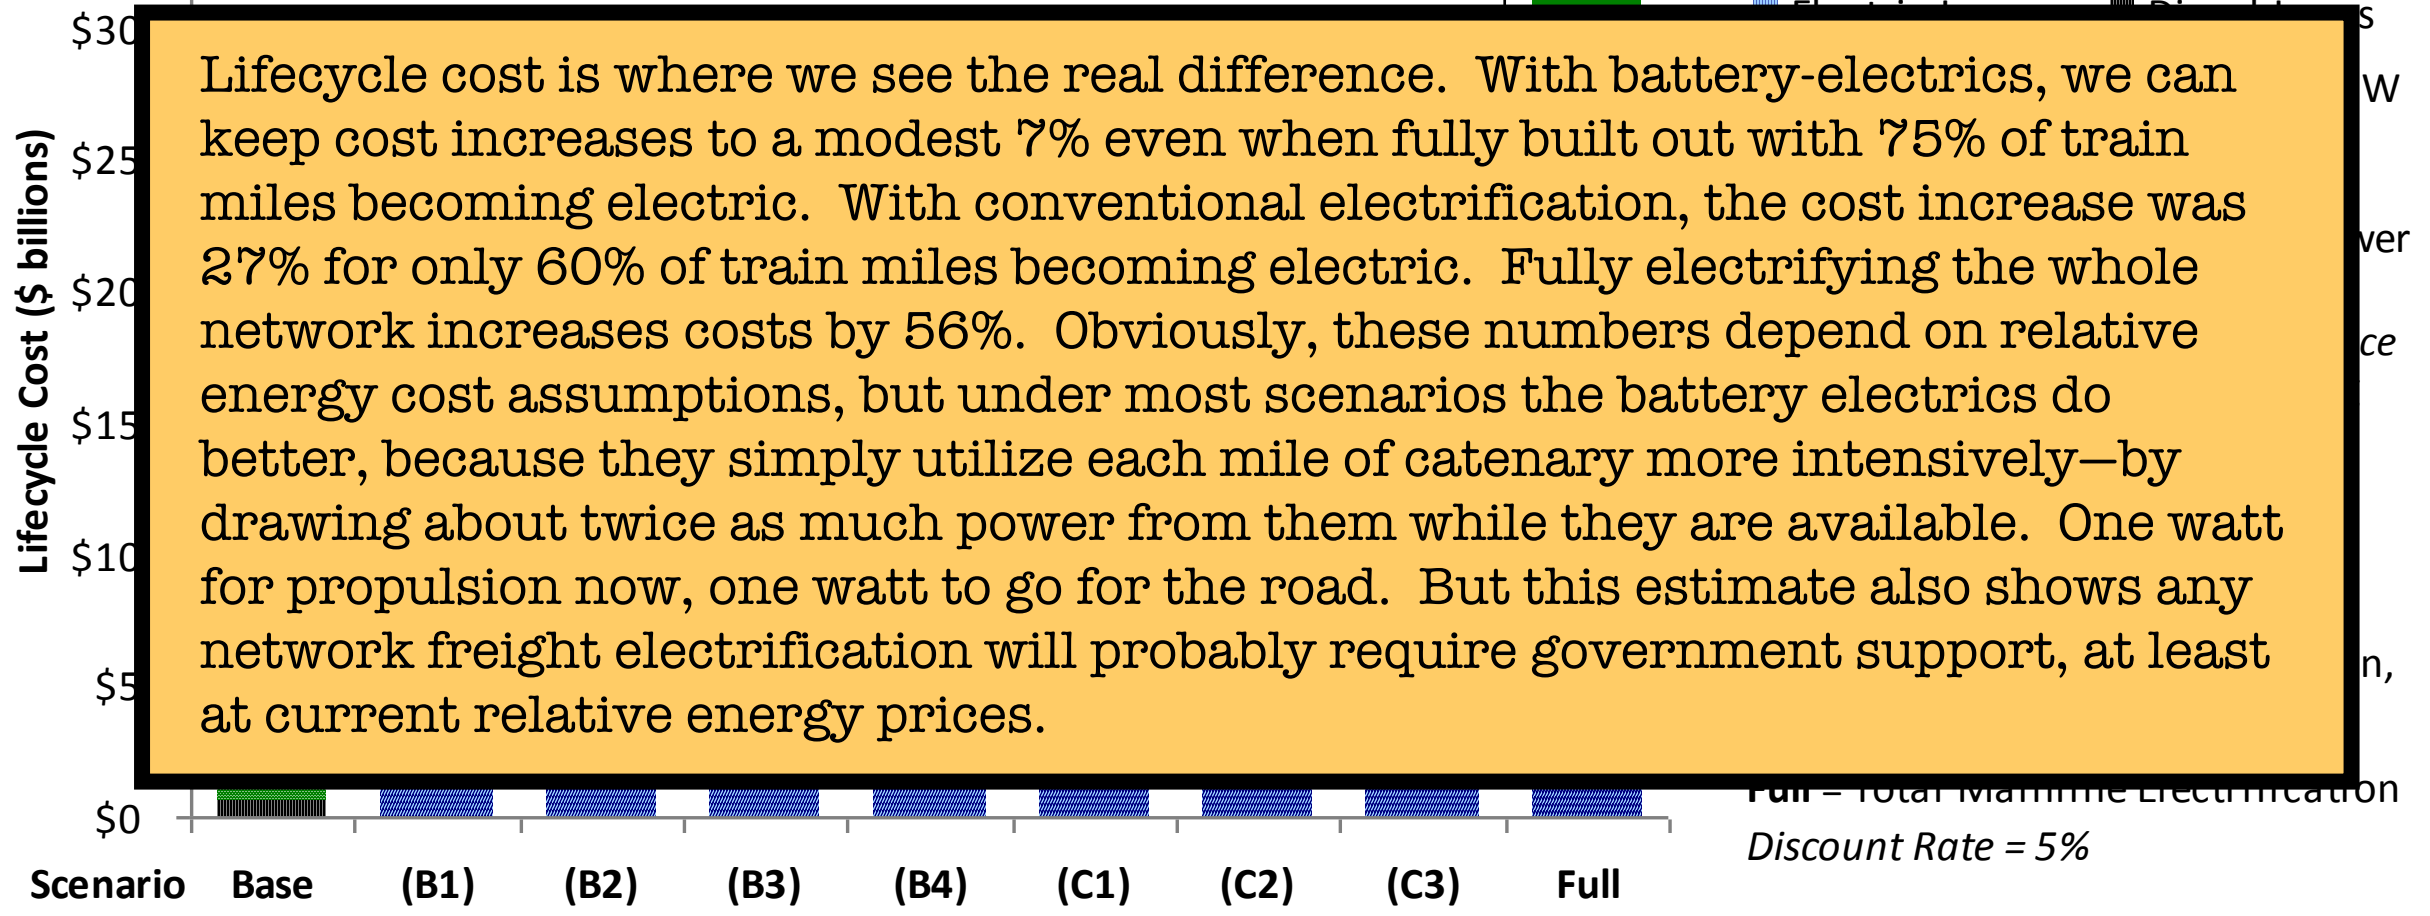 $30
$25
$20
$15
$10
$5
$0
Lifecycle Cost ($ billions)
Lifecycle cost is where we see the real difference. With battery-electrics, we can
keep cost increases to a modest 7% even when fully built out with 75% of train
miles becoming electric. With conventional electrification, the cost increase was
27% for only 60% of train miles becoming electric. Fully electrifying the whole
network increases costs by 56%. Obviously, these numbers depend on relative
energy cost assumptions, but under most scenarios the battery electrics do
better, because they simply utilize each mile of catenary more intensively—by
drawing about twice as much power from them while they are available. One watt
for propulsion now, one watt to go for the road. But this estimate also shows any
network freight electrification will probably require government support, at least
at current relative energy prices.
Full = Total Mainline Electrification
Discount Rate = 5%
Scenario Base (B1) (B2) (B3) (B4) (C1) (C2) (C3) Full